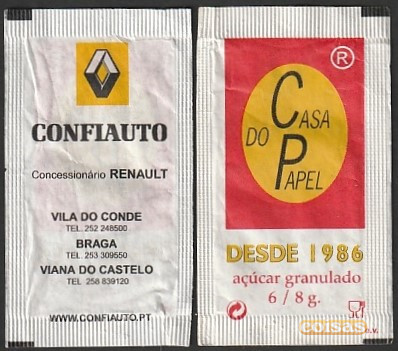 CONFIAUTO
Concessionário RENAULT
VILA DO CONDE
TEL. 252 248500
BRAGA
TEL. 253 309550
VIANA DO CASTELO
TEL 258 839120
WWW.CONFIAUTO.PT
®
CASA
DO
PAPEL
DESDE 1986
açúcar granulado
6 / 8 g.
coisas
e.v.